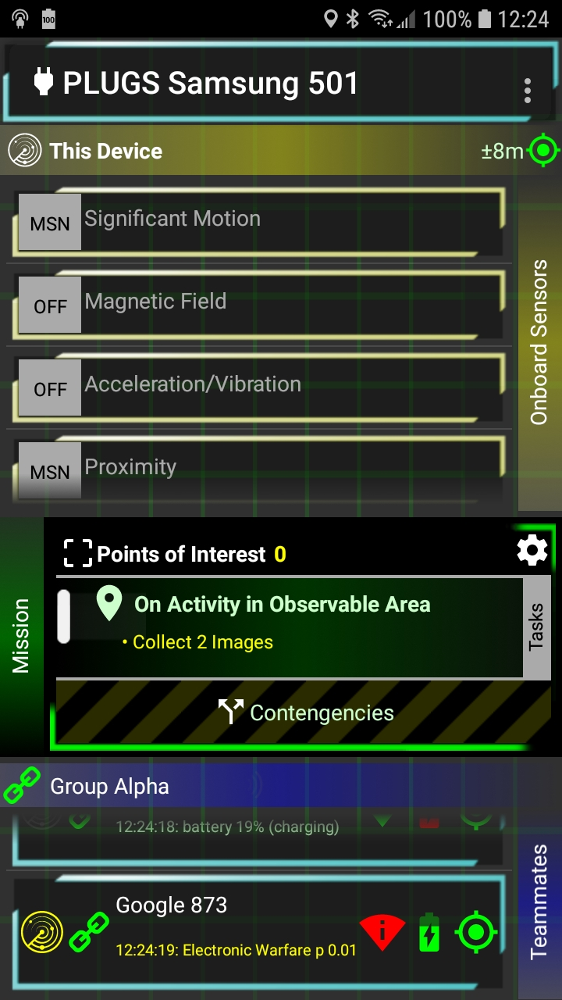 100 100% 12:24
PLUGS Samsung 501
This Device ±8m
MSN Significant Motion
OFF Magnetic Field
OFF Acceleration/Vibration
MSN Proximity
Onboard Sensors
Mission
Points of Interest 0
On Activity in Observable Area
• Collect 2 Images
Tasks
Contengencies
Group Alpha
12:24:18: battery 19% (charging)
Google 873
12:24:19: Electronic Warfare p 0.01
Teammates